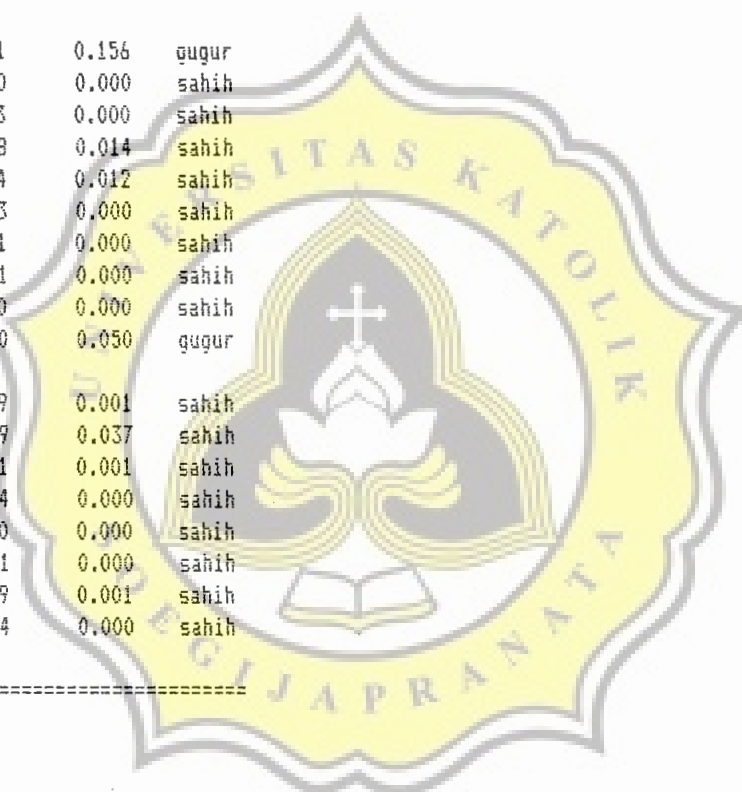 1 0.156 gugur
0 0.000 sahih
3 0.000 sahih
8 0.014 sahih
4 0.012 sahih
3 0.000 sahih
1 0.000 sahih
1 0.000 sahih
0 0.000 sahih
0 0.050 gugur
9 0.001 sahih
9 0.037 sahih
1 0.001 sahih
4 0.000 sahih
0 0.000 sahih
1 0.000 sahih
9 0.001 sahih
4 0.000 sahih
========================
UNIVERSITAS KATOLIK
SOEGIJAPRANATA